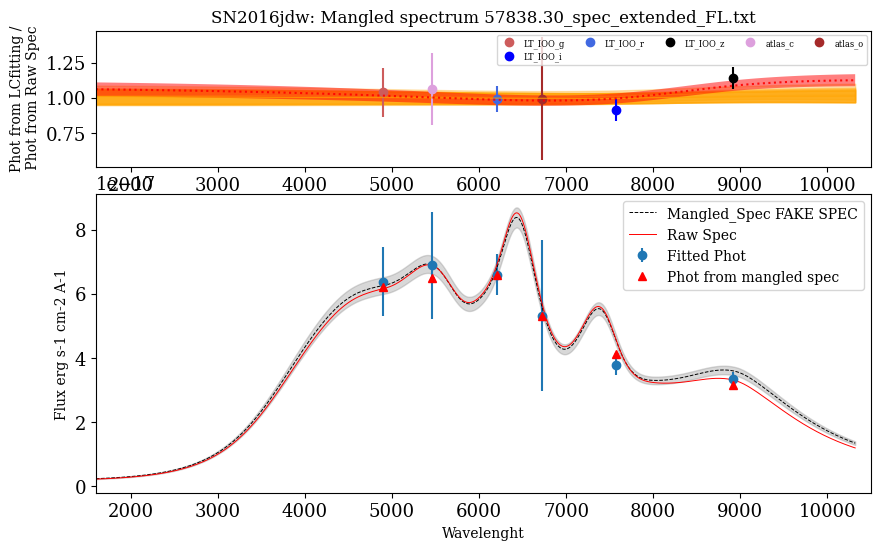 SN2016jdw: Mangled spectrum 57838.30_spec_extended_FL.txt
Phot from LCfitting /
Phot from Raw Spec
1.25
1.00
0.75
LT_IOO_g LT_IOO_r LT_IOO_z atlas_c atlas_o
LT_IOO_i
2000 3000 4000 5000 6000 7000 8000 9000 10000
1e−17
Flux erg s-1 cm-2 A-1
8
6
4
2
0
Mangled_Spec FAKE SPEC
Raw Spec
Fitted Phot
Phot from mangled spec
2000 3000 4000 5000 6000 7000 8000 9000 10000
Wavelenght